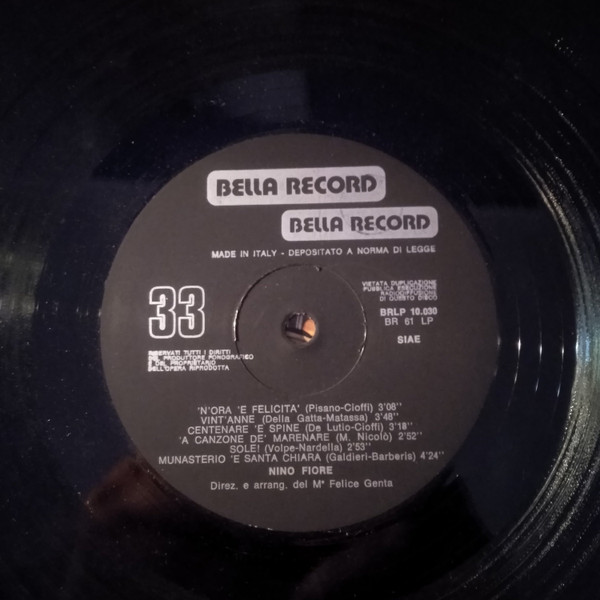 BELLA RECORD
BELLA RECORD
MADE IN ITALY - DEPOSITATO A NORMA DI LEGGE
33
VIETATA DUPLICAZIONE
PUBBLICA ESECUZIONE
RADIODIFFUSIONE
DI QUESTO DISCO
BRLP 10.030
BR 61 LP
SIAE
RISERVATI TUTTI I DIRITTI
DEL PRODUTTORE FONOGRAFICO
E DEL PROPRIETARIO
DELL'OPERA RIPRODOTTA
'N'ORA 'E FELICITA' (Pisano-Cioffi) 3'06''
VINT'ANNE (Della Gatta-Matassa) 3'48''
CENTENARE 'E SPINE (De Lutio-Cioffi) 3'18''
'A CANZONE DE' MARENARE (M. Nicolò) 2'52''
SOLE! (Volpe-Nardella) 2'53''
MUNASTERIO 'E SANTA CHIARA (Galdieri-Barberis) 4'24''
NINO FIORE
Direz. e arrang. del M° Felice Genta